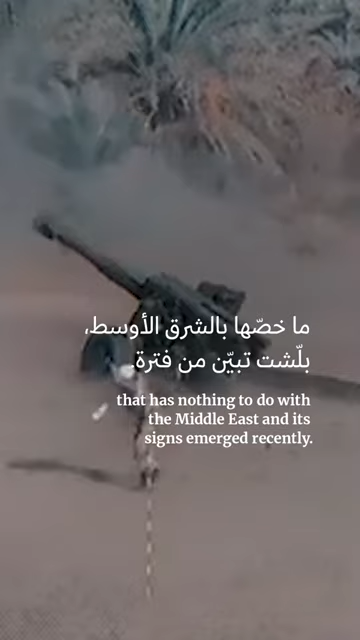 ما خصّها بالشرق الأوسط،
بلّشت تبيّن من فترة.
that has nothing to do with
the Middle East and its
signs emerged recently.